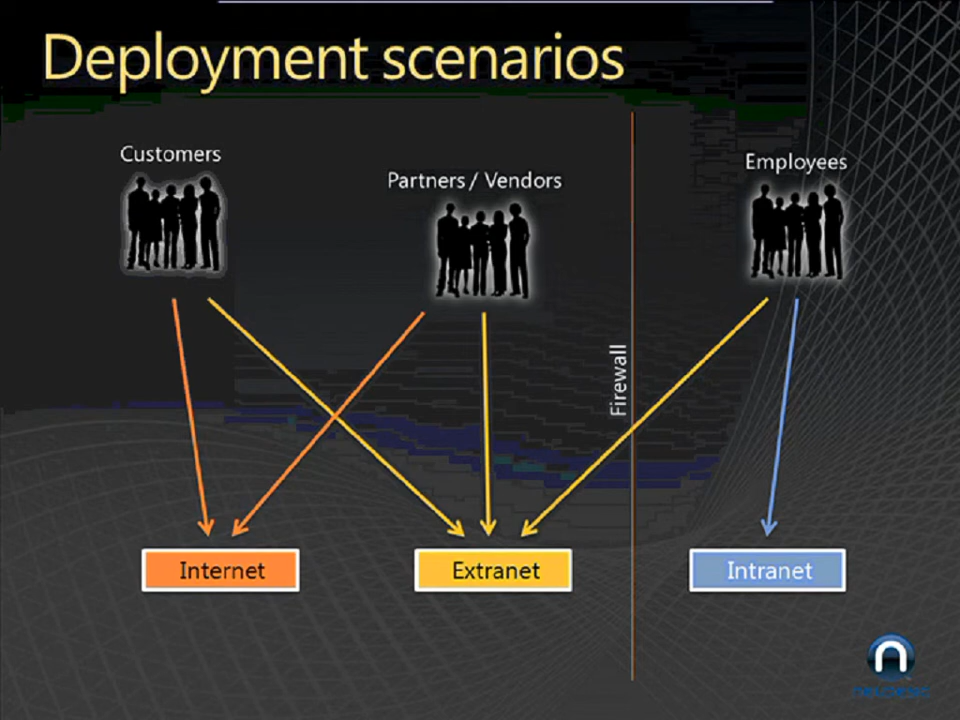 Deployment scenarios
Customers
Partners / Vendors
Employees
Firewall
Internet
Extranet
Intranet